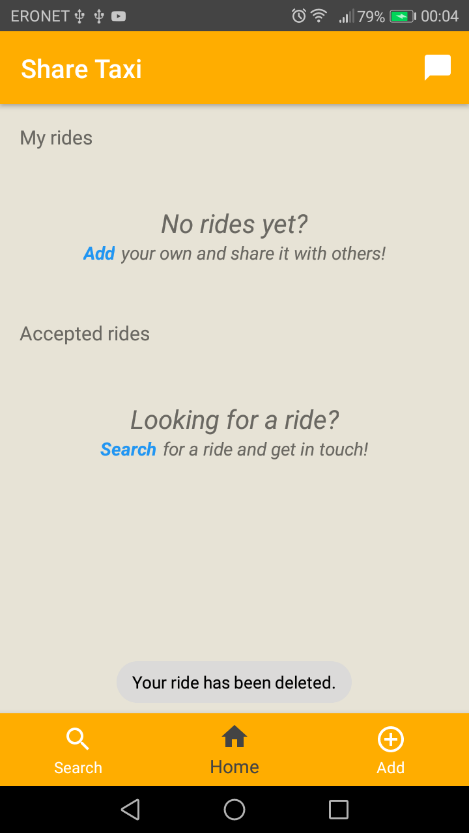 ERONET 79% 00:04
Share Taxi
My rides
No rides yet?
Add your own and share it with others!
Accepted rides
Looking for a ride?
Search for a ride and get in touch!
Your ride has been deleted.
Search Home Add